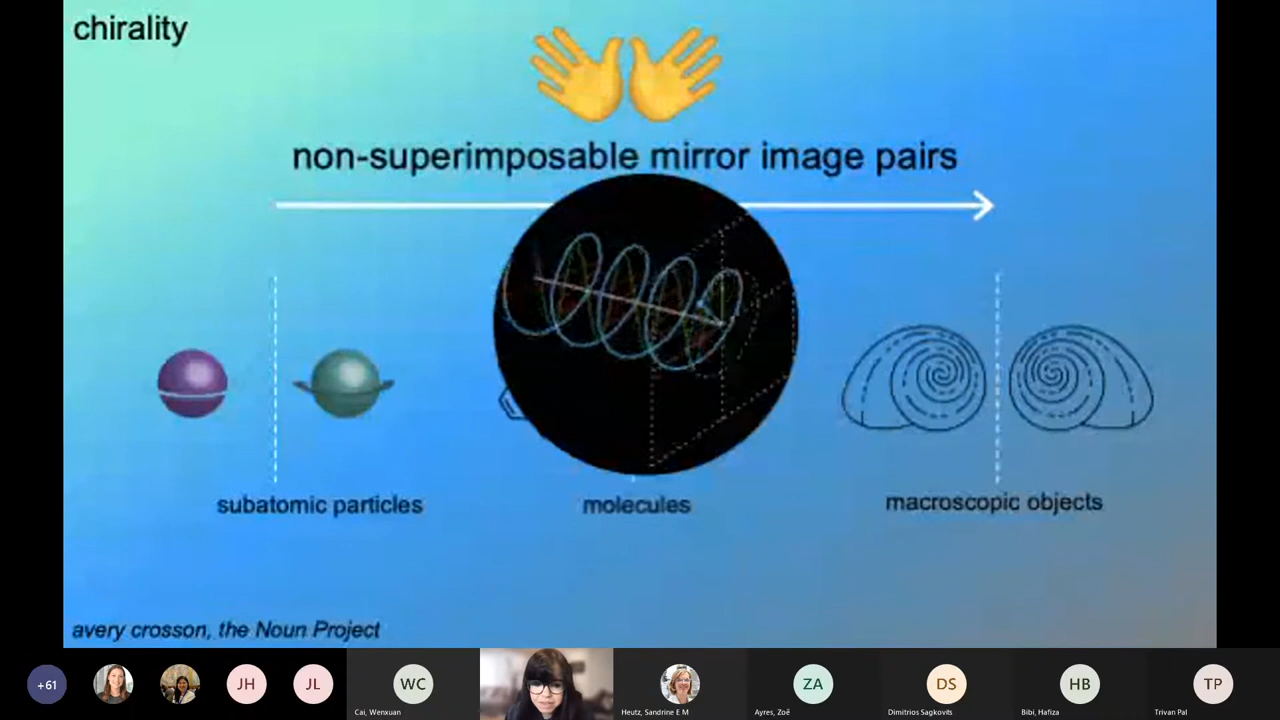 chirality
non-superimposable mirror image pairs
subatomic particles
molecules
macroscopic objects
avery crosson, the Noun Project
+61
JH
JL
WC
ZA
DS
HB
TP
Cai, Wenxuan
Heutz, Sandrine E M
Ayres, Zoë
Dimitrios Sagkovits
Bibi, Hafiza
Trivan Pal